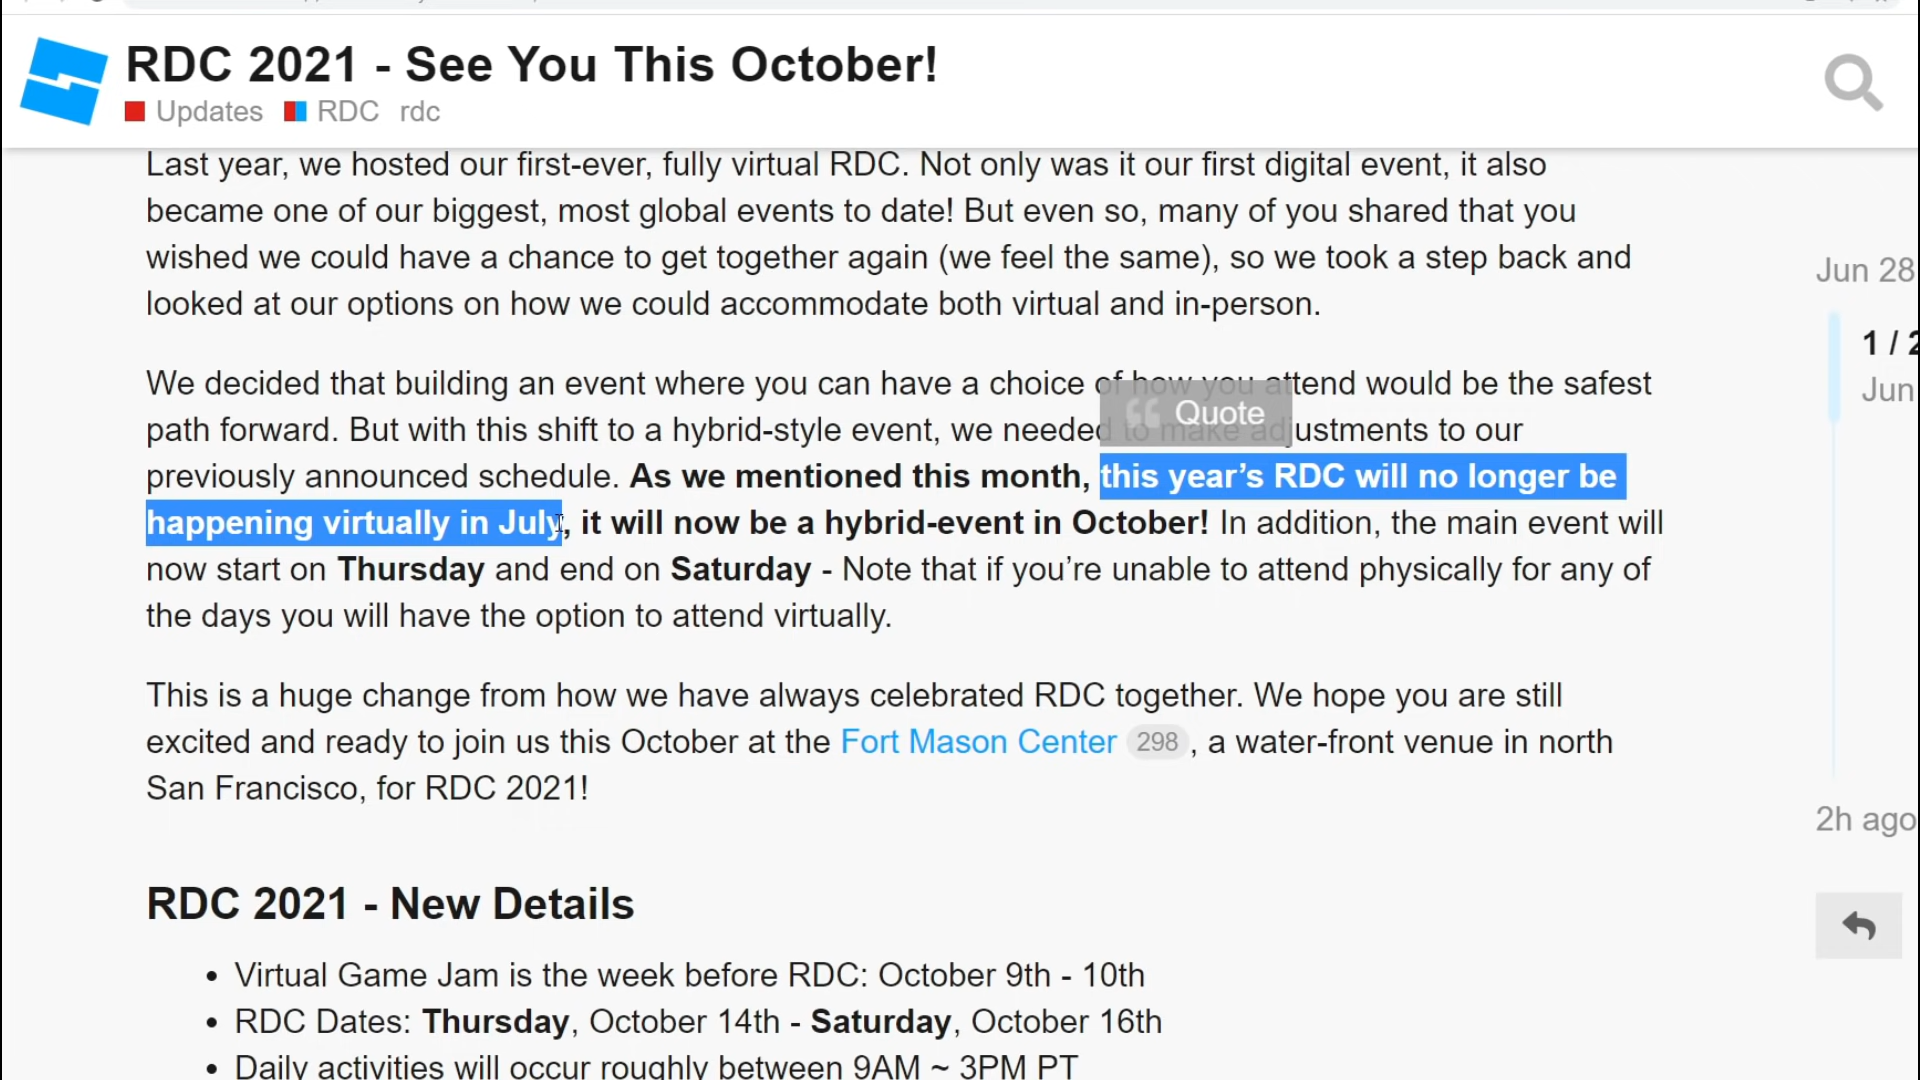 RDC 2021 - See You This October!
Updates RDC rdc
Last year, we hosted our first-ever, fully virtual RDC. Not only was it our first digital event, it also
became one of our biggest, most global events to date! But even so, many of you shared that you
wished we could have a chance to get together again (we feel the same), so we took a step back and
looked at our options on how we could accommodate both virtual and in-person.
Jun 28
1 / 2
Jun
We decided that building an event where you can have a choice of how you attend would be the safest
Quote
path forward. But with this shift to a hybrid-style event, we needed to make adjustments to our
previously announced schedule. As we mentioned this month, this year’s RDC will no longer be
happening virtually in July, it will now be a hybrid-event in October! In addition, the main event will
now start on Thursday and end on Saturday - Note that if you’re unable to attend physically for any of
the days you will have the option to attend virtually.
This is a huge change from how we have always celebrated RDC together. We hope you are still
excited and ready to join us this October at the Fort Mason Center 298 , a water-front venue in north
San Francisco, for RDC 2021!
2h ago
RDC 2021 - New Details
• Virtual Game Jam is the week before RDC: October 9th - 10th
• RDC Dates: Thursday, October 14th - Saturday, October 16th
• Daily activities will occur roughly between 9AM ~ 3PM PT